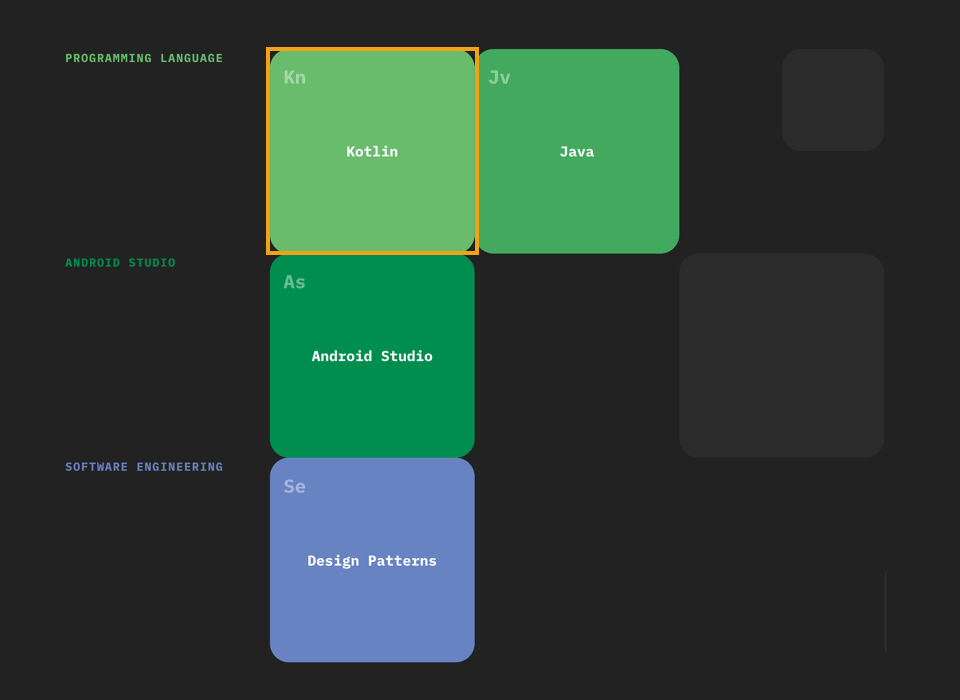 PROGRAMMING LANGUAGE
Kn
Kotlin
Jv
Java
ANDROID STUDIO
As
Android Studio
SOFTWARE ENGINEERING
Se
Design Patterns